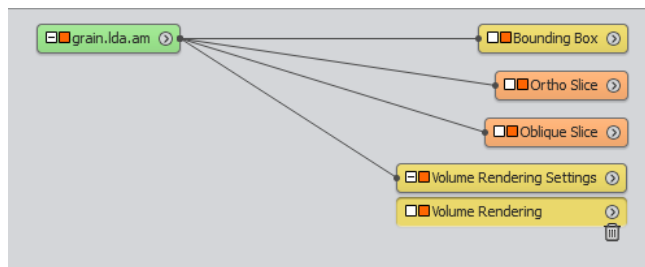 grain.lda.am
Bounding Box
Ortho Slice
Oblique Slice
Volume Rendering Settings
Volume Rendering